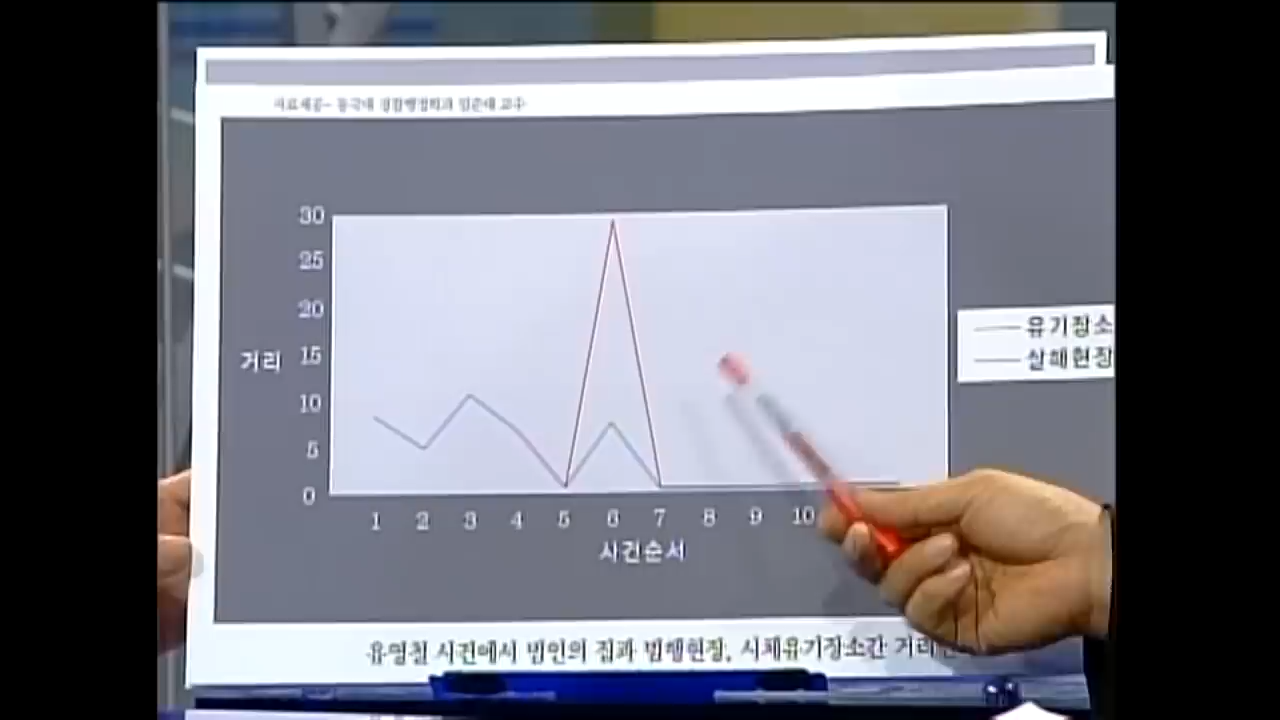 자료제공- 동국대 경찰행정학과 임준태 교수
30
25
20
15
10
5
0
거리
1 2 3 4 5 6 7 8 9 10
사건순서
유기장소
살해현장
유영철 사건에서 범인의 집과 범행현장, 시체유기장소간 거리